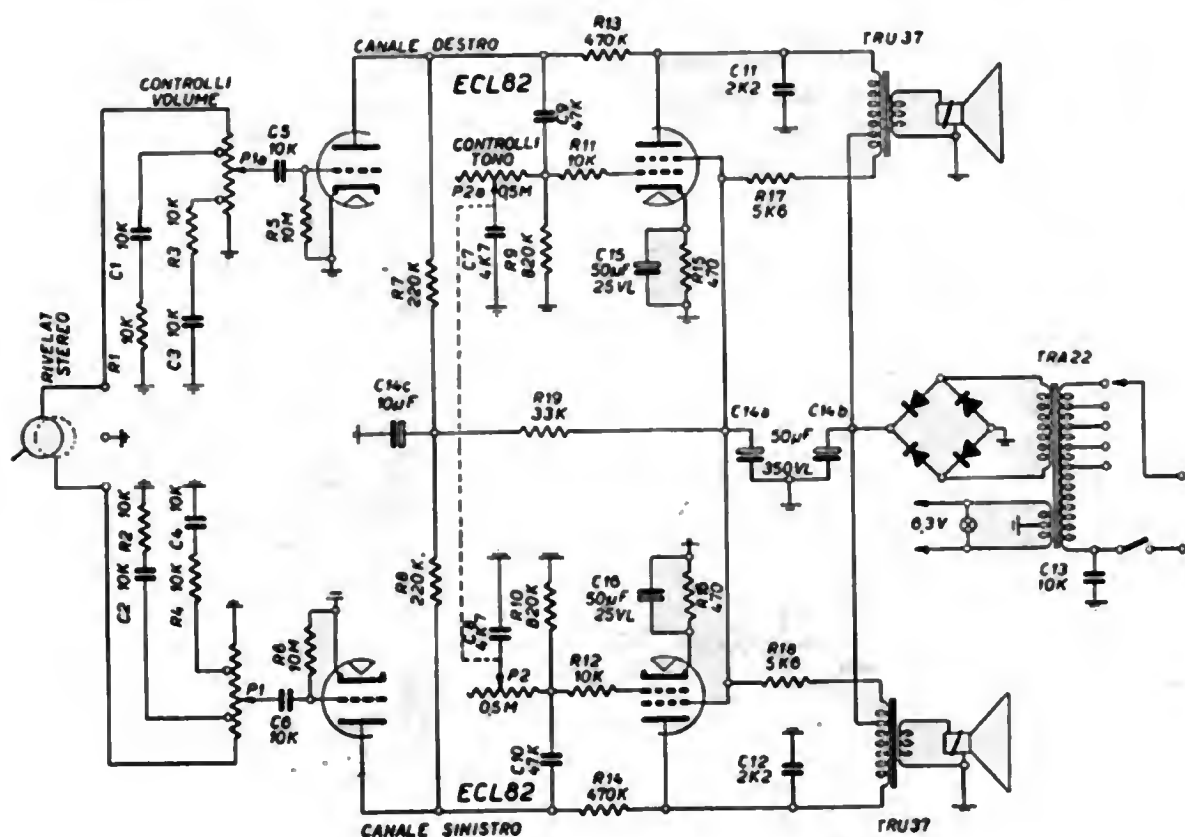 R13
470K
TRU37
CANALE DESTRO
ECL82
C11
2K2
CONTROLLI
VOLUME
C9
47K
C5
10K
P1a
CONTROLLI
TONO
R11
10K
P2a
0,5M
R17
5K6
C1
10K
R3
10K
R5
10M
C7
4K7
R9
820K
C15
50µF
25VL
R15
470
R7
220K
R1
10K
C3
10K
RIVELAT
STEREO
TRA22
C14c
10µF
R19
33K
C14a
C14b
50µF
350VL
6,3V
C13
10K
R2
10K
C4
10K
C2
10K
R4
10K
R8
220K
C16
50µF
25VL
R16
470
R10
820K
C8
4K7
R6
10M
P1
C6
10K
P2
0,5M
R12
10K
R18
5K6
C10
47K
C12
2K2
ECL82
R14
470K
CANALE SINISTRO
TRU37